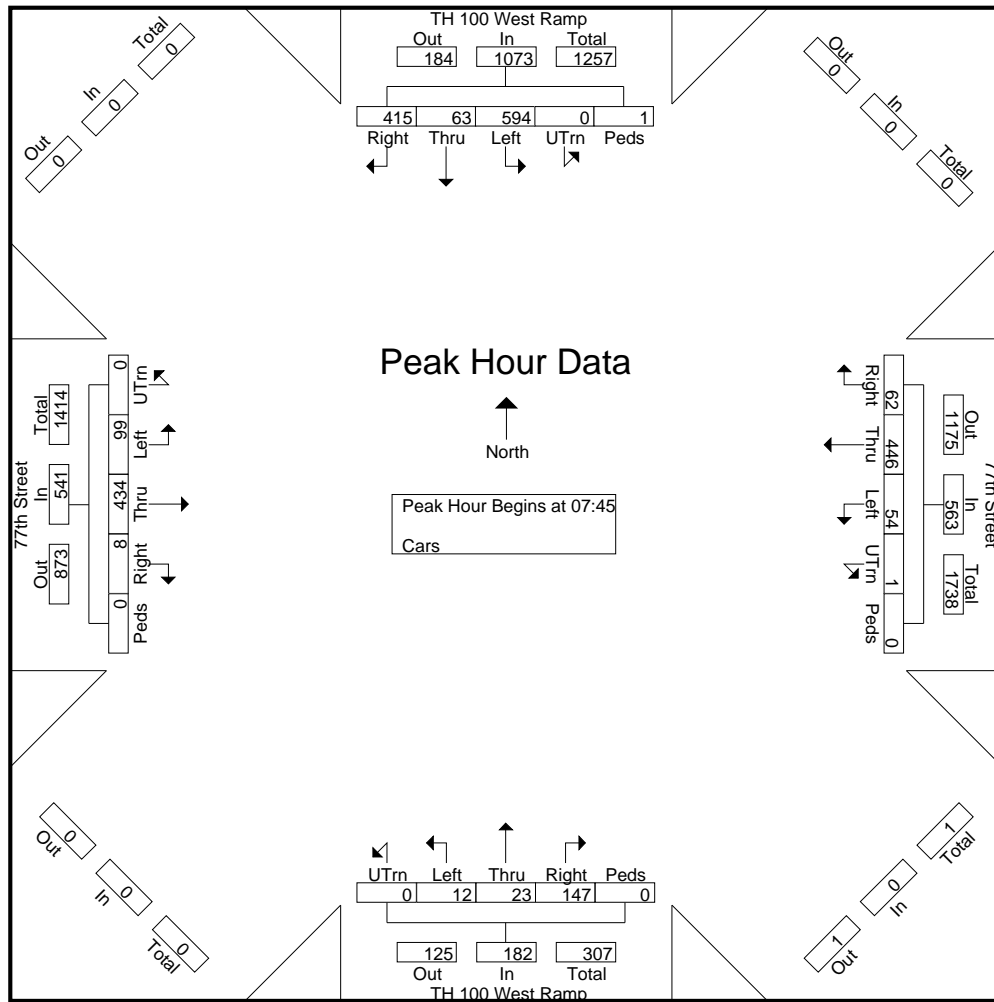 TH 100 West Ramp
Out In Total
184 1073 1257
415 63 594 0 1
Right Thru Left UTrn Peds
Total
0
In
0
Out
0
Out
0
In
0
Total
0
Peak Hour Data
North
Peak Hour Begins at 07:45
Cars
77th Street
Total In Out
1414 541 873
0 99 434 8 0
UTrn Left Thru Right Peds
77th Street
Out In Total
1175 563 1738
62 446 54 1 0
Right Thru Left UTrn Peds
Out
0
In
0
Total
0
1
Total
0
In
1
Out
UTrn Left Thru Right Peds
0 12 23 147 0
125 182 307
Out In Total
TH 100 West Ramp